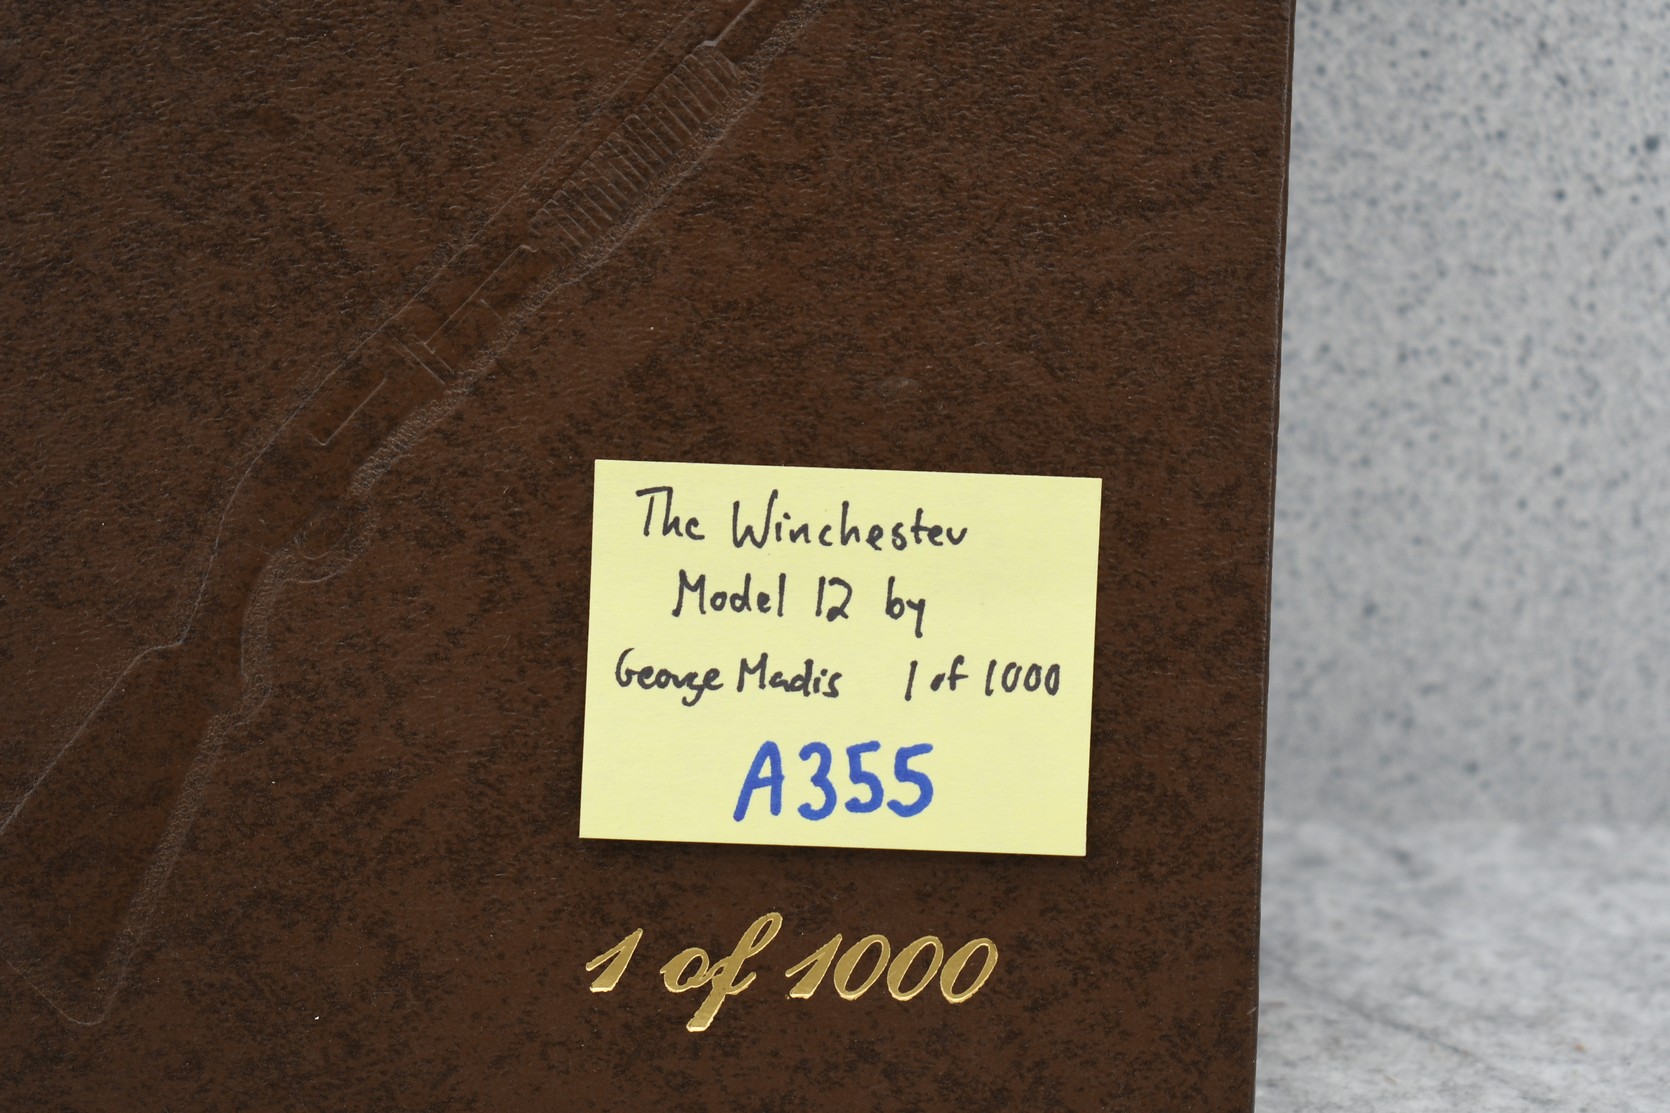 The Winchester
Model 12 by
George Madis 1 of 1000
A355
1 of 1000